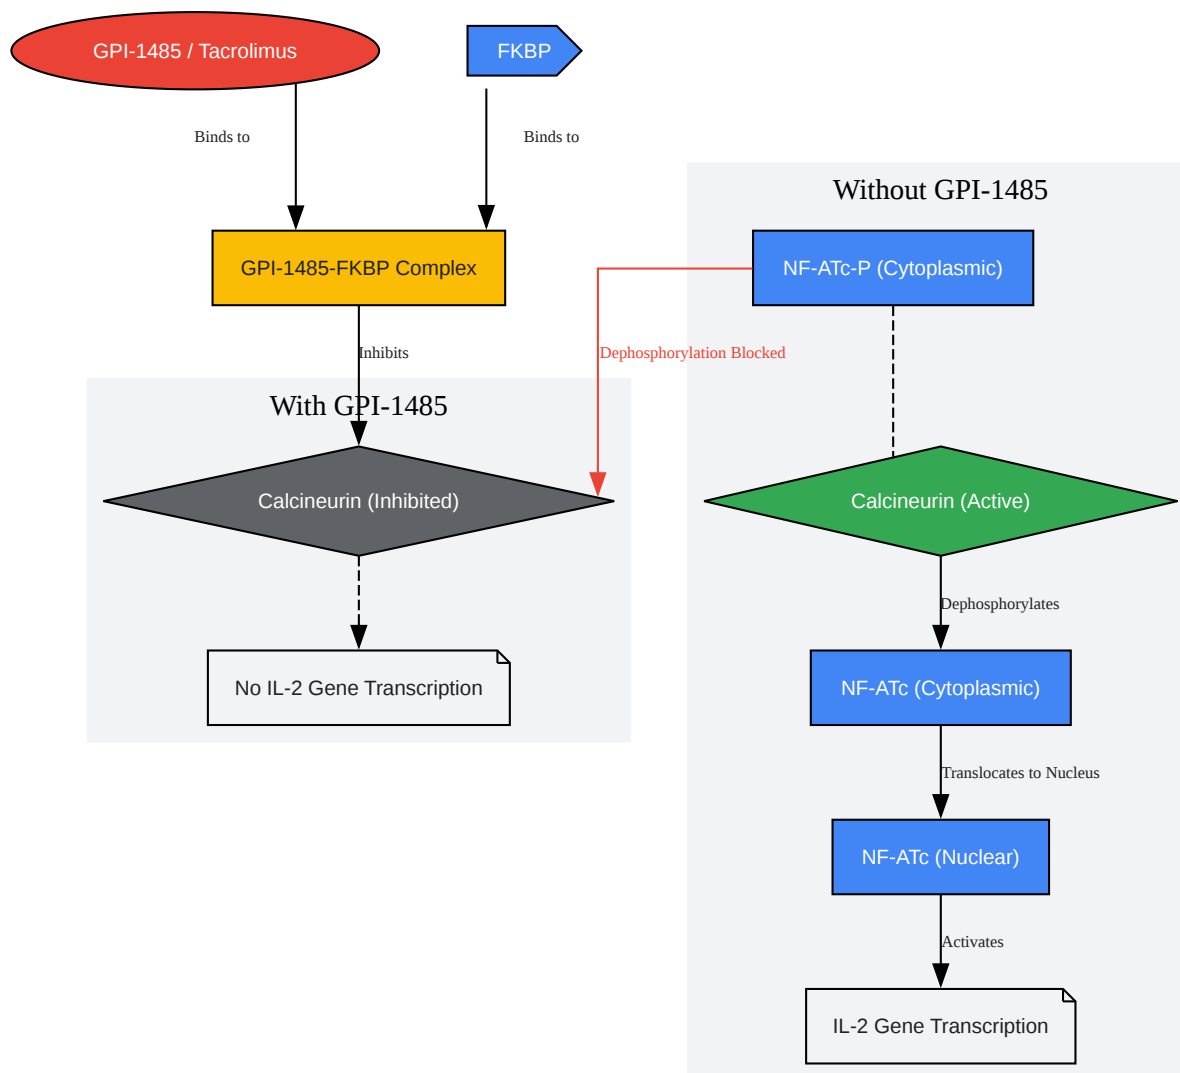 GPI-1485 / Tacrolimus
FKBP
Binds to
Binds to
Without GPI-1485
GPI-1485-FKBP Complex
NF-ATc-P (Cytoplasmic)
Inhibits
Dephosphorylation Blocked
With GPI-1485
Calcineurin (Inhibited)
Calcineurin (Active)
Dephosphorylates
No IL-2 Gene Transcription
NF-ATc (Cytoplasmic)
Translocates to Nucleus
NF-ATc (Nuclear)
Activates
IL-2 Gene Transcription